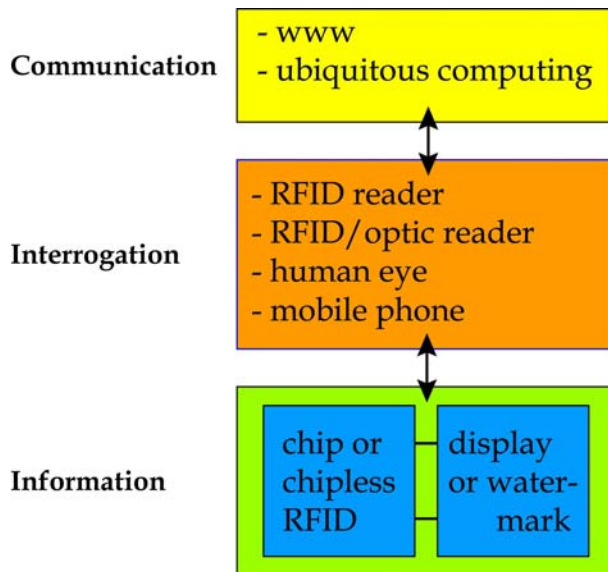 Communication
- www
- ubiquitous computing
Interrogation
- RFID reader
- RFID/optic reader
- human eye
- mobile phone
Information
chip or
chipless
RFID
display
or water-
mark